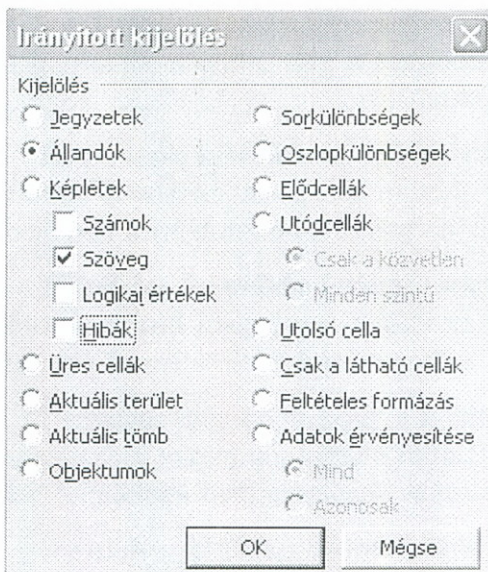 Irányított kijelölés
Kijelölés
Jegyzetek
Állandók
Képletek
Számok
Szöveg
Logikai értékek
Hibák
Üres cellák
Aktuális terület
Aktuális tömb
Objektumok
Sorkülönbségek
Oszlopkülönbségek
Elődcellák
Utódcellák
Csak a közvetlen
Minden szintű
Utolsó cella
Csak a látható cellák
Feltételes formázás
Adatok érvényesítése
Mind
Azonosak
OK
Mégse